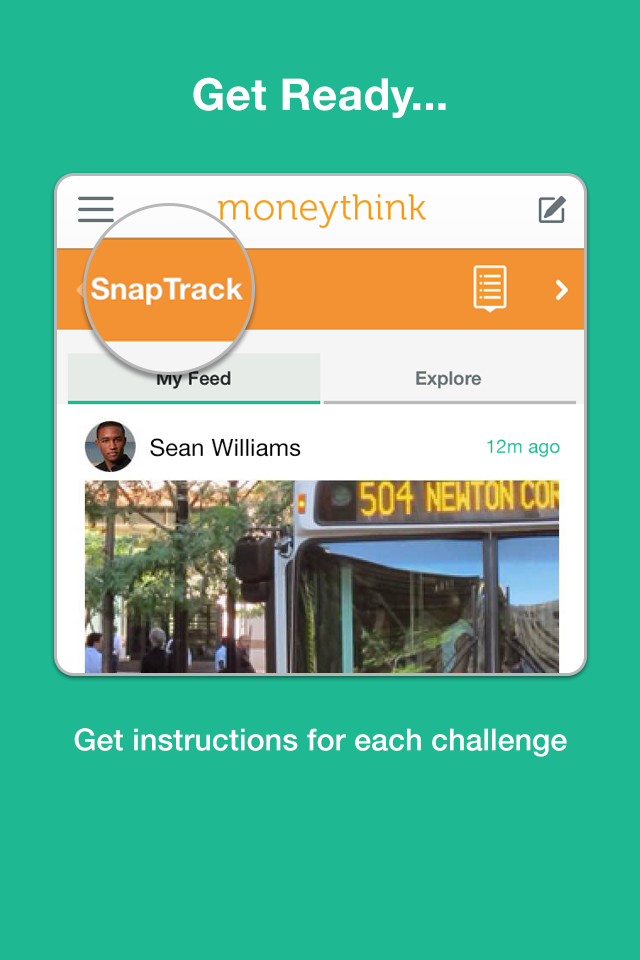 Get Ready...
moneythink
SnapTrack
My Feed
Explore
Sean Williams
12m ago
504 NEWTON COR
Get instructions for each challenge